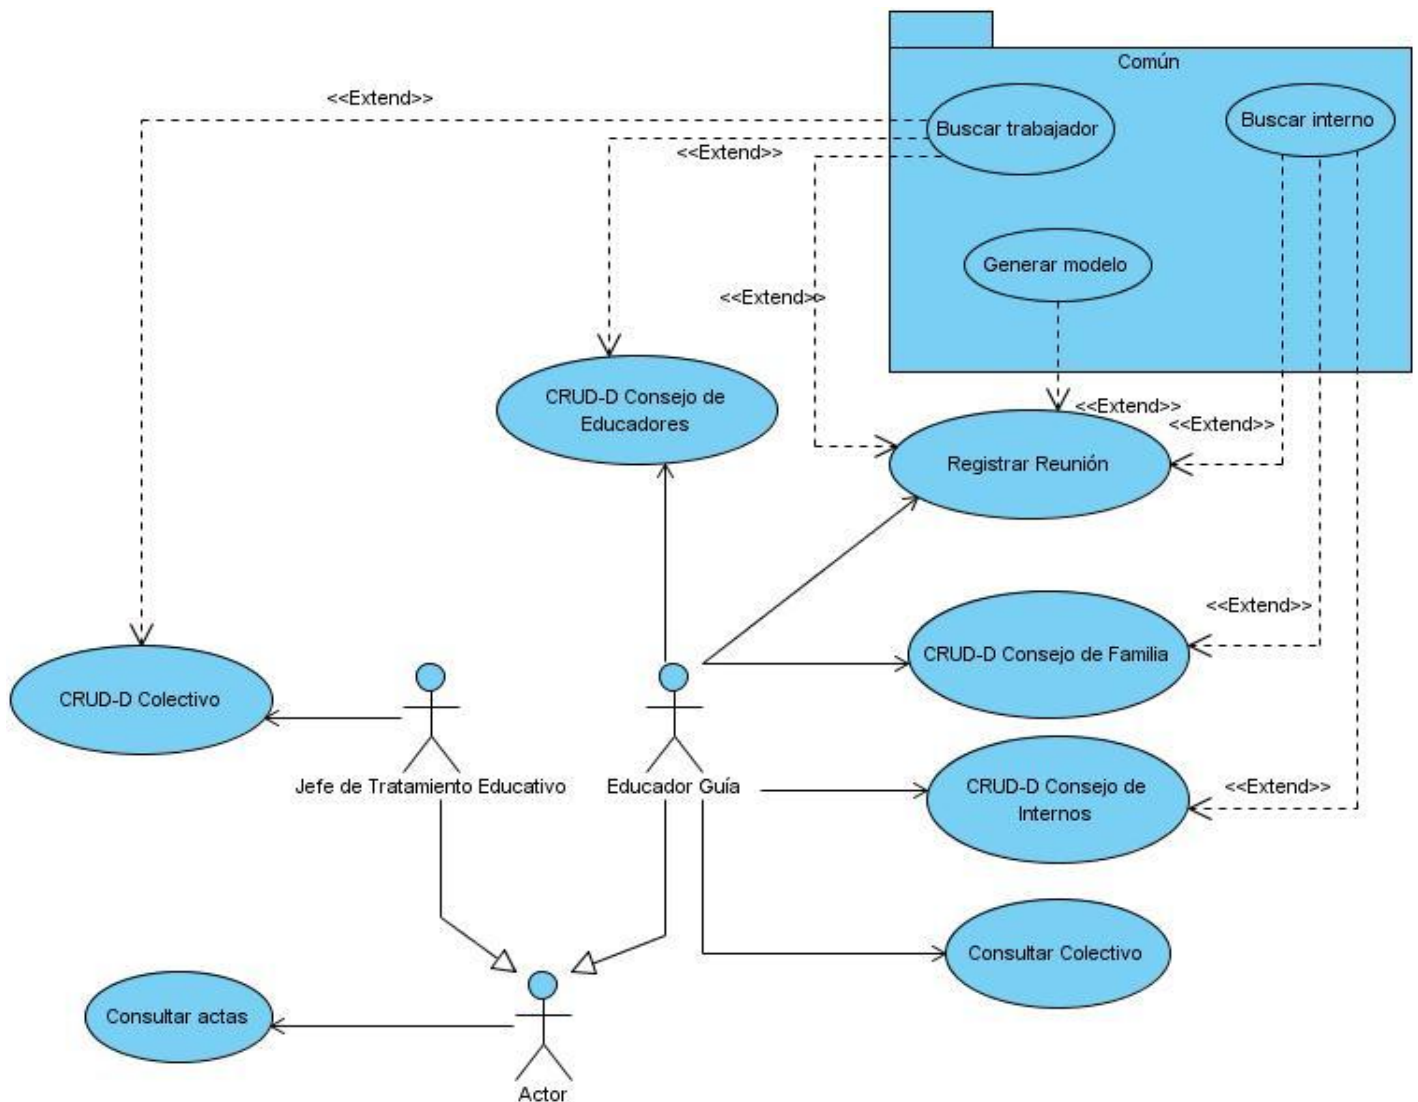 Común
<<Extend>>
Buscar trabajador
Buscar interno
<<Extend>>
Generar modelo
<<Extend>>
CRUD-D Consejo de
Educadores
<<Extend>>
<<Extend>>
Registrar Reunión
<<Extend>>
CRUD-D Consejo de Familia
CRUD-D Colectivo
Jefe de Tratamiento Educativo
Educador Guía
CRUD-D Consejo de
Internos
<<Extend>>
Consultar Colectivo
Consultar actas
Actor